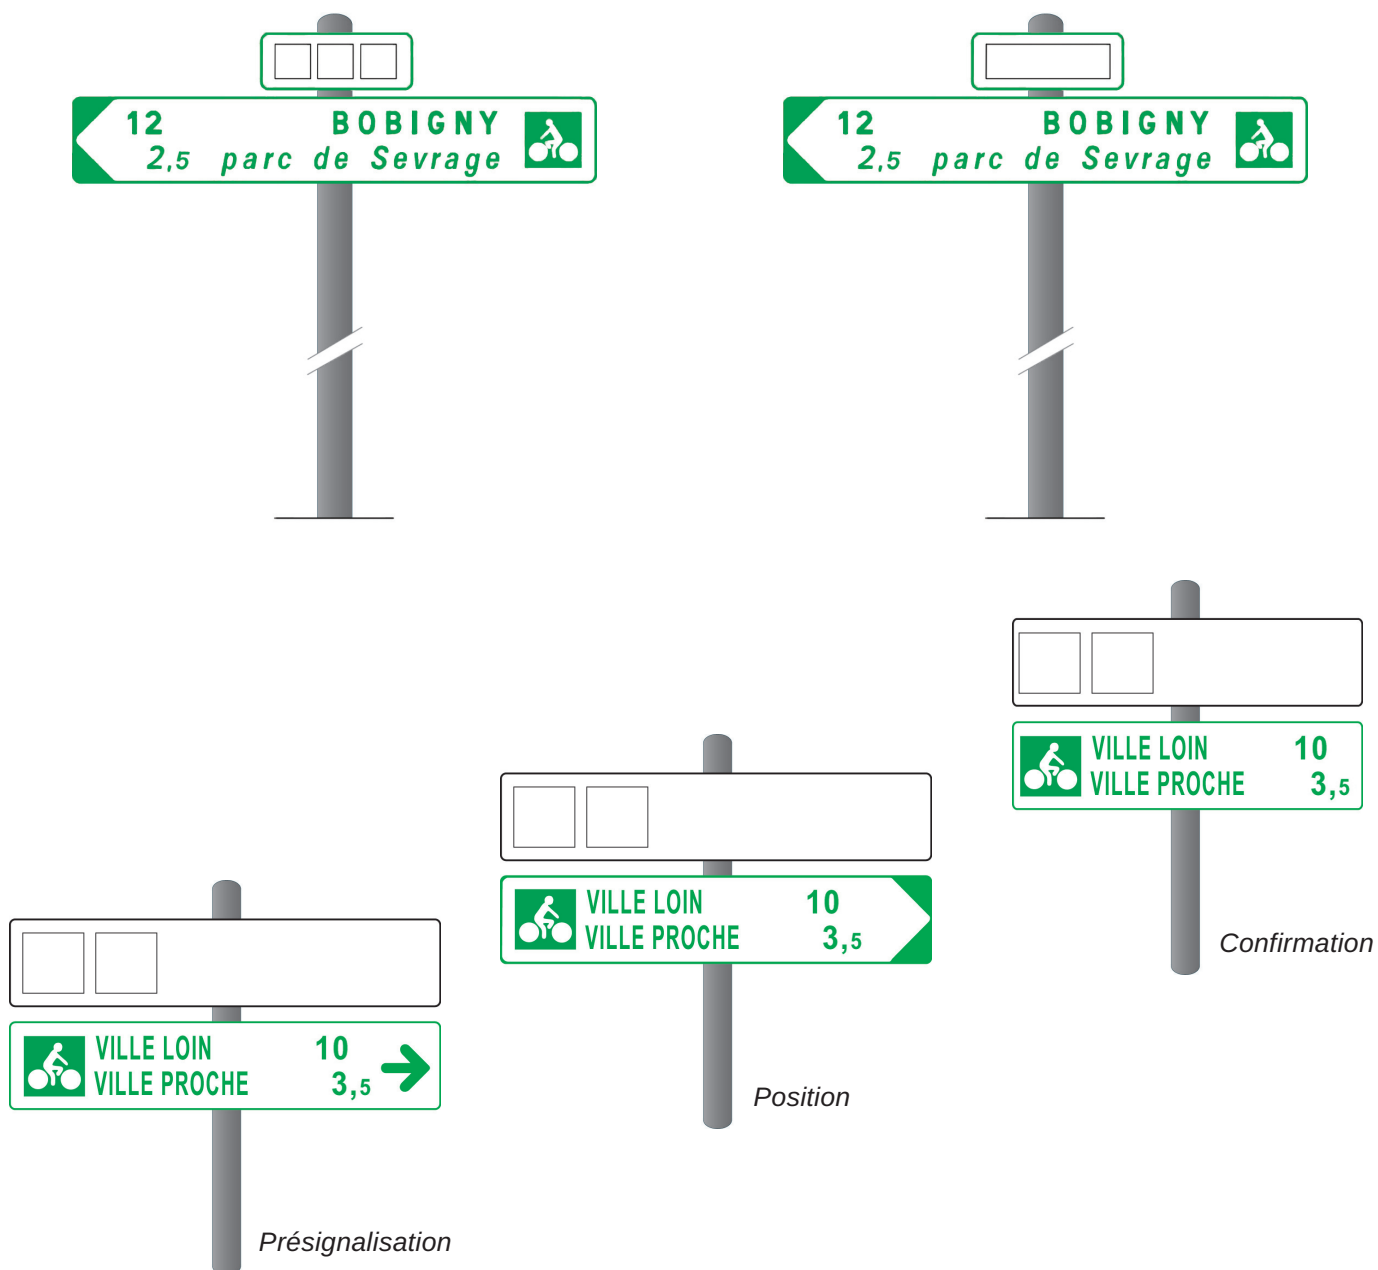 12 BOBIGNY
2,5 parc de Sevrage
12 BOBIGNY
2,5 parc de Sevrage
VILLE LOIN 10
VILLE PROCHE 3,5
Confirmation
VILLE LOIN 10
VILLE PROCHE 3,5
Position
VILLE LOIN 10
VILLE PROCHE 3,5
Présignalisation